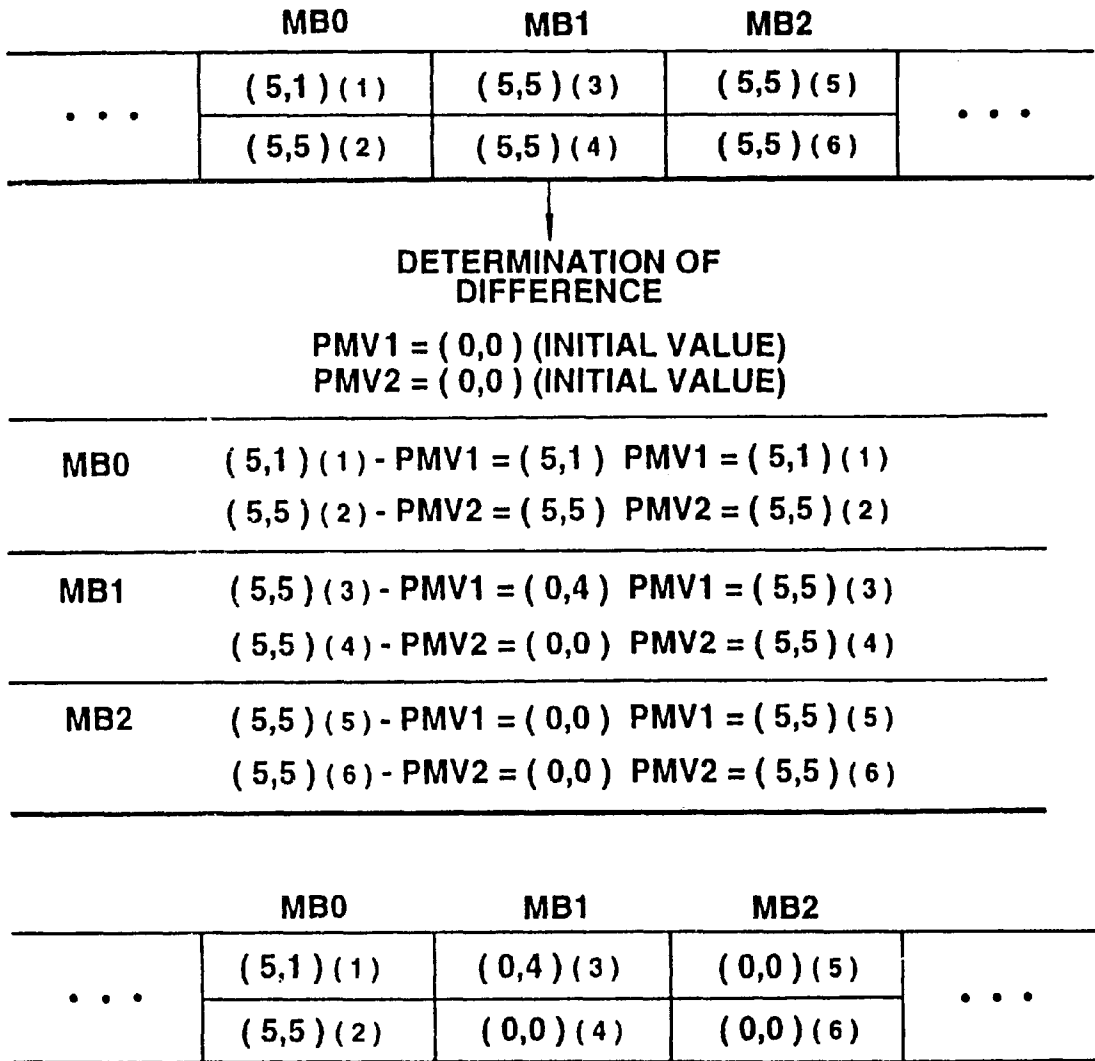 MB0 MB1 MB2
. . . ( 5,1 ) ( 1 ) ( 5,5 ) ( 3 ) ( 5,5 ) ( 5 ) . . .
( 5,5 ) ( 2 ) ( 5,5 ) ( 4 ) ( 5,5 ) ( 6 )
DETERMINATION OF
DIFFERENCE
PMV1 = ( 0,0 ) (INITIAL VALUE)
PMV2 = ( 0,0 ) (INITIAL VALUE)
MB0 ( 5,1 ) ( 1 ) - PMV1 = ( 5,1 ) PMV1 = ( 5,1 ) ( 1 )
( 5,5 ) ( 2 ) - PMV2 = ( 5,5 ) PMV2 = ( 5,5 ) ( 2 )
MB1 ( 5,5 ) ( 3 ) - PMV1 = ( 0,4 ) PMV1 = ( 5,5 ) ( 3 )
( 5,5 ) ( 4 ) - PMV2 = ( 0,0 ) PMV2 = ( 5,5 ) ( 4 )
MB2 ( 5,5 ) ( 5 ) - PMV1 = ( 0,0 ) PMV1 = ( 5,5 ) ( 5 )
( 5,5 ) ( 6 ) - PMV2 = ( 0,0 ) PMV2 = ( 5,5 ) ( 6 )
MB0 MB1 MB2
. . . ( 5,1 ) ( 1 ) ( 0,4 ) ( 3 ) ( 0,0 ) ( 5 ) . . .
( 5,5 ) ( 2 ) ( 0,0 ) ( 4 ) ( 0,0 ) ( 6 )